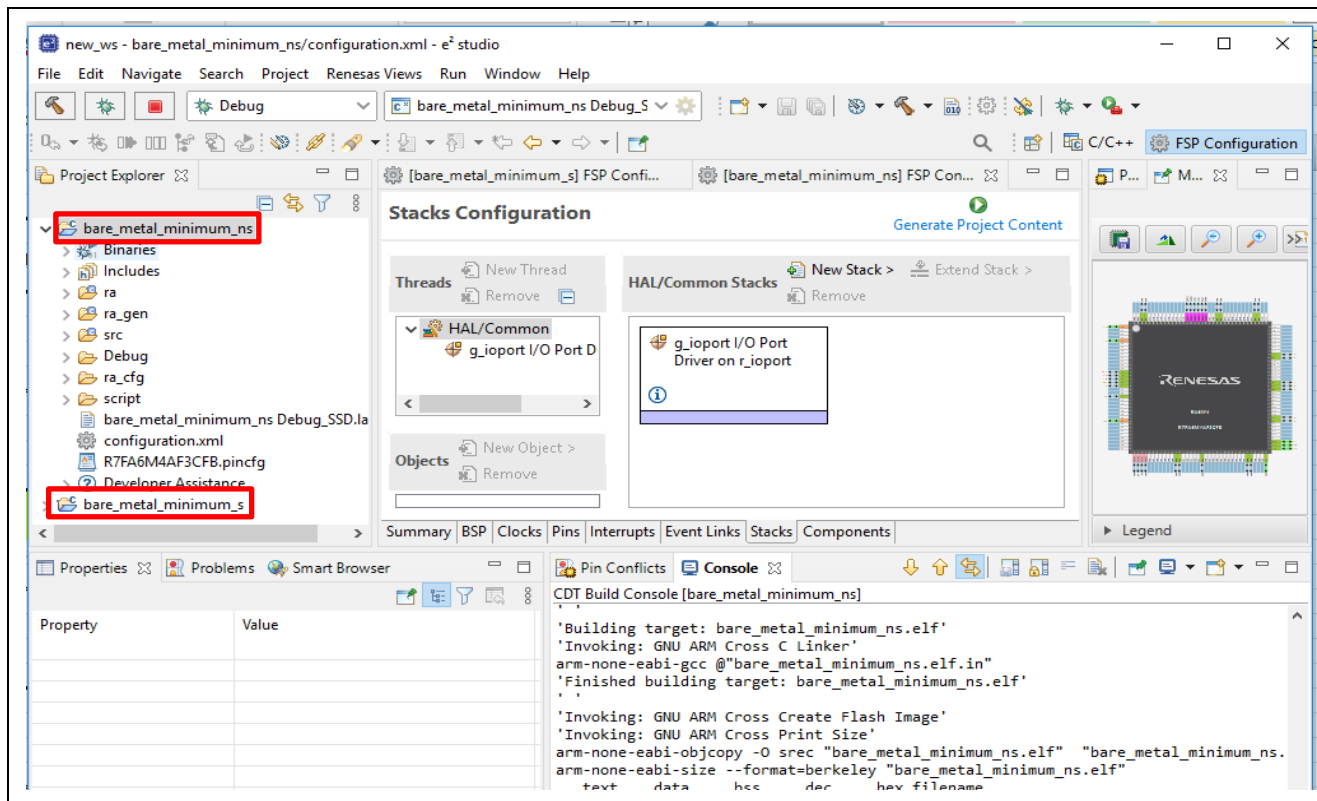 new_ws - bare_metal_minimum_ns/configuration.xml - e² studio
File Edit Navigate Search Project Renesas Views Run Window Help
Debug
bare_metal_minimum_ns Debug_S
C/C++
FSP Configuration
Project Explorer
[bare_metal_minimum_s] FSP Confi...
[bare_metal_minimum_ns] FSP Con...
P...
M...
bare_metal_minimum_ns
Binaries
Includes
ra
ra_gen
src
Debug
ra_cfg
script
bare_metal_minimum_ns Debug_SSD.la
configuration.xml
R7FA6M4AF3CFB.pincfg
Developer Assistance
bare_metal_minimum_s
Stacks Configuration
Generate Project Content
Threads
New Thread
Remove
HAL/Common
g_ioport I/O Port D
Objects
New Object >
Remove
HAL/Common Stacks
New Stack >
Extend Stack >
Remove
g_ioport I/O Port
Driver on r_ioport
Summary BSP Clocks Pins Interrupts Event Links Stacks Components
RENESAS
Legend
Properties
Problems
Smart Browser
Property Value
Pin Conflicts
Console
CDT Build Console [bare_metal_minimum_ns]
' '
'Building target: bare_metal_minimum_ns.elf'
'Invoking: GNU ARM Cross C Linker'
arm-none-eabi-gcc @"bare_metal_minimum_ns.elf.in"
'Finished building target: bare_metal_minimum_ns.elf'
' '
'Invoking: GNU ARM Cross Create Flash Image'
'Invoking: GNU ARM Cross Print Size'
arm-none-eabi-objcopy -O srec "bare_metal_minimum_ns.elf" "bare_metal_minimum_ns.
arm-none-eabi-size --format=berkeley "bare_metal_minimum_ns.elf"
text data bss dec hex filename